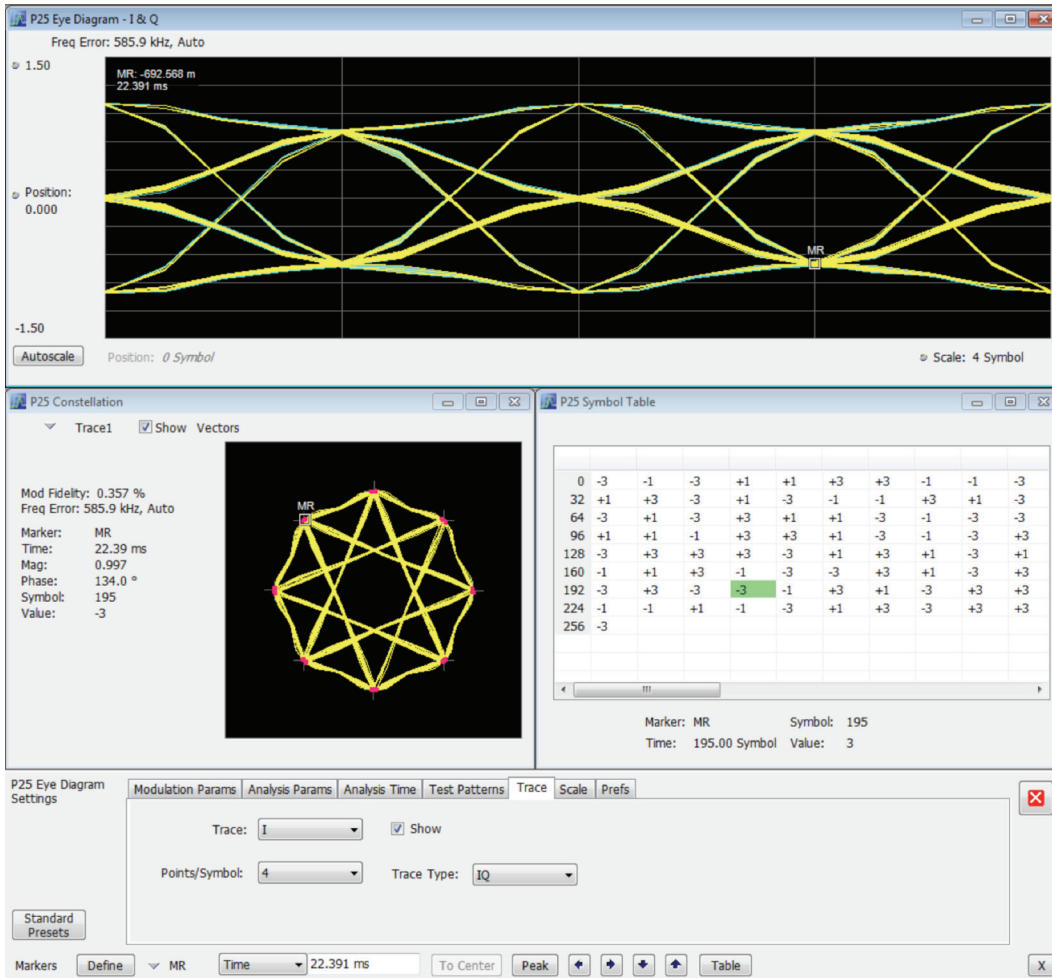 P25 Eye Diagram - I & Q
Freq Error: 585.9 kHz, Auto
1.50
MR: -692.568 m
22.391 ms
Position:
0.000
MR
-1.50
Autoscale Position: 0 Symbol Scale: 4 Symbol
P25 Constellation
Trace1 Show Vectors
Mod Fidelity: 0.357 %
Freq Error: 585.9 kHz, Auto
Marker: MR
Time: 22.39 ms
Mag: 0.997
Phase: 134.0 °
Symbol: 195
Value: -3
MR
P25 Symbol Table
0 -3 -1 -3 +1 +1 +3 +3 -1 -1 -3
32 +1 +3 -3 +1 -3 -1 -1 +3 +1 -3
64 -3 +1 -3 +3 +1 +1 -3 -1 -3 -3
96 +1 +1 -1 +3 +3 +1 -3 -1 -3 +3
128 -3 +3 +3 +3 -3 +1 +3 +1 -3 +1
160 -1 +1 +3 -1 -3 -3 +3 +1 -3 +3
192 -3 +3 -3 -3 -1 +3 +1 -3 +3 +3
224 -1 -1 +1 -1 -3 +1 +3 -3 +3 +3
256 -3
Marker: MR Symbol: 195
Time: 195.00 Symbol Value: 3
P25 Eye Diagram
Settings
Modulation Params Analysis Params Analysis Time Test Patterns Trace Scale Prefs
Trace: I Show
Points/Symbol: 4 Trace Type: IQ
Standard
Presets
Markers Define MR Time 22.391 ms To Center Peak Table X